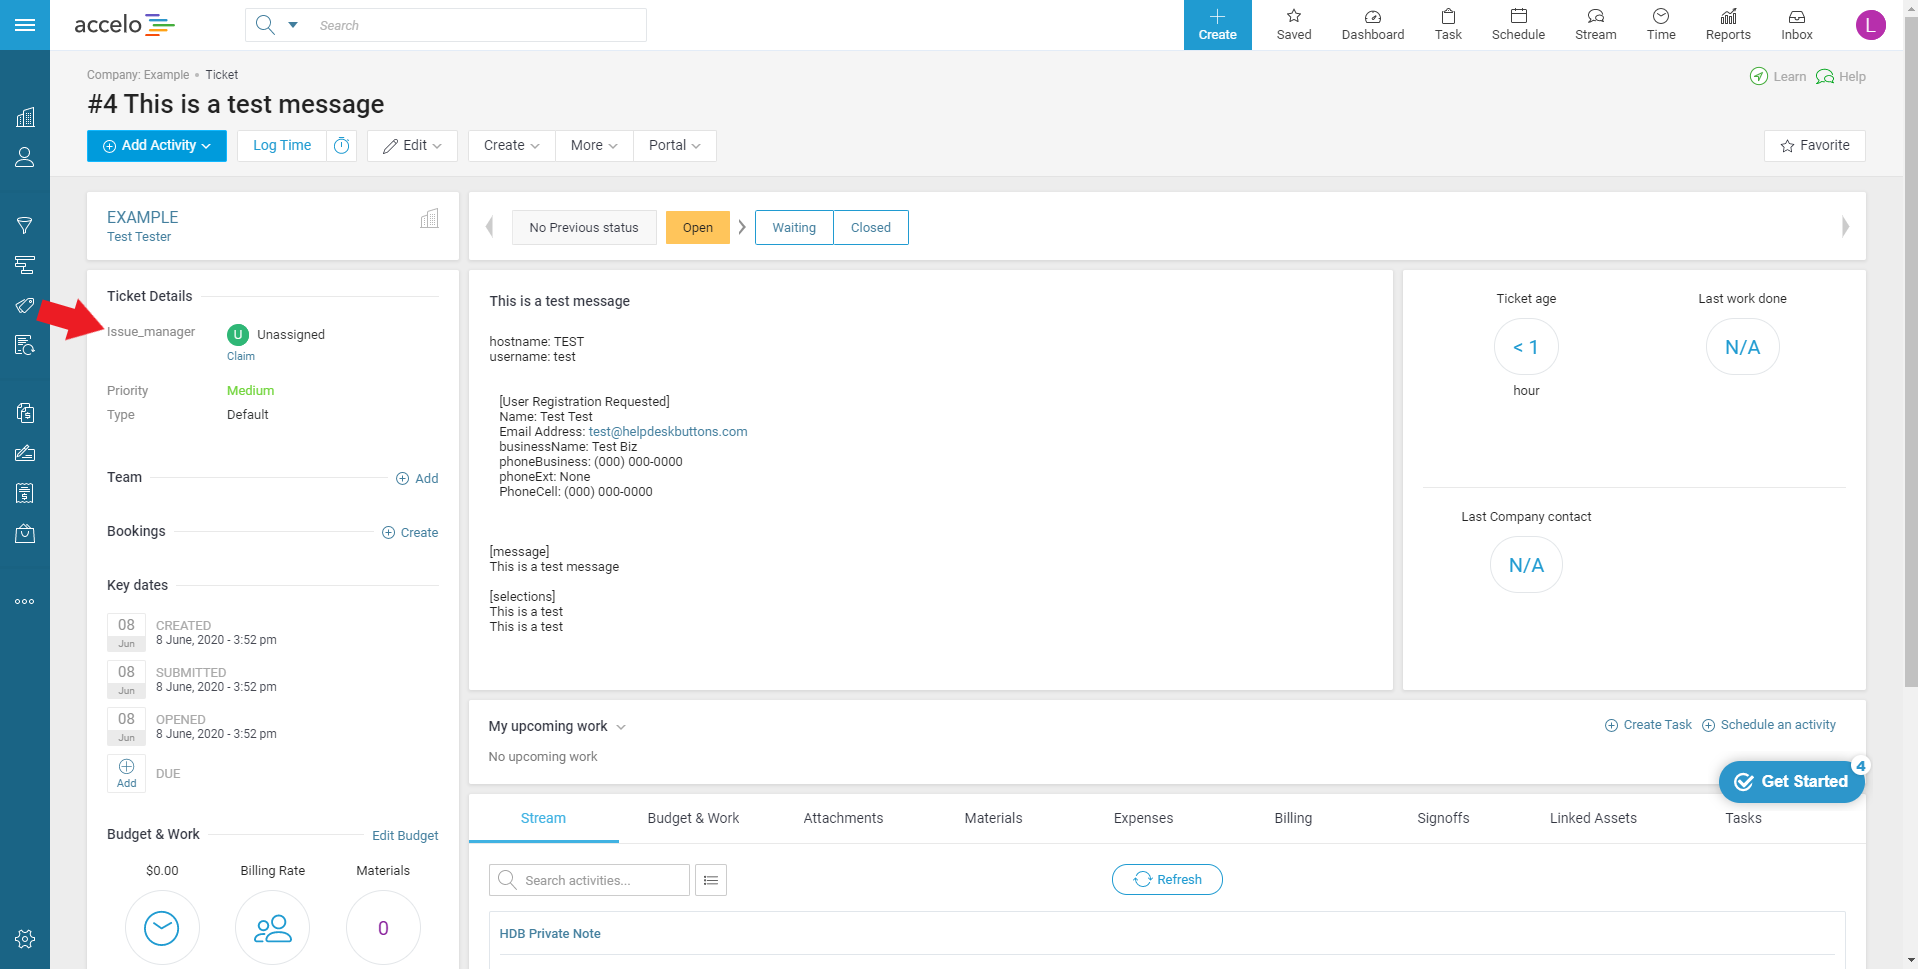 accelo
Search
Create
Saved
Dashboard
Task
Schedule
Stream
Time
Reports
Inbox
L
Company: Example • Ticket
Learn
Help
#4 This is a test message
Add Activity
Log Time
Edit
Create
More
Portal
Favorite
EXAMPLE
Test Tester
No Previous status
Open
Waiting
Closed
Ticket Details
Issue_manager
U Unassigned
Claim
Priority Medium
Type Default
Team
Add
Bookings
Create
Key dates
08 Jun
CREATED
8 June, 2020 - 3:52 pm
08 Jun
SUBMITTED
8 June, 2020 - 3:52 pm
08 Jun
OPENED
8 June, 2020 - 3:52 pm
Add
DUE
Budget & Work
Edit Budget
$0.00
Billing Rate
Materials
0
This is a test message
hostname: TEST
username: test
[User Registration Requested]
Name: Test Test
Email Address: test@helpdeskbuttons.com
businessName: Test Biz
phoneBusiness: (000) 000-0000
phoneExt: None
PhoneCell: (000) 000-0000
[message]
This is a test message
[selections]
This is a test
This is a test
Ticket age
< 1
hour
Last work done
N/A
Last Company contact
N/A
My upcoming work
Create Task
Schedule an activity
No upcoming work
Get Started
4
Stream
Budget & Work
Attachments
Materials
Expenses
Billing
Signoffs
Linked Assets
Tasks
Search activities...
Refresh
HDB Private Note